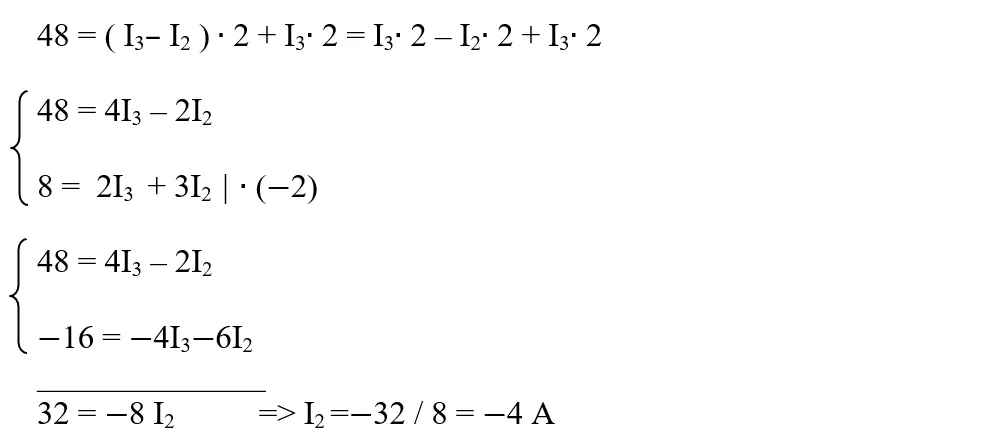 48 = ( I₃− I₂ ) · 2 + I₃· 2 = I₃· 2 – I₂· 2 + I₃· 2
48 = 4I₃ – 2I₂
8 = 2I₃ + 3I₂ | · (−2)
48 = 4I₃ – 2I₂
−16 = −4I₃−6I₂
32 = −8 I₂ => I₂ =−32 / 8 = −4 A